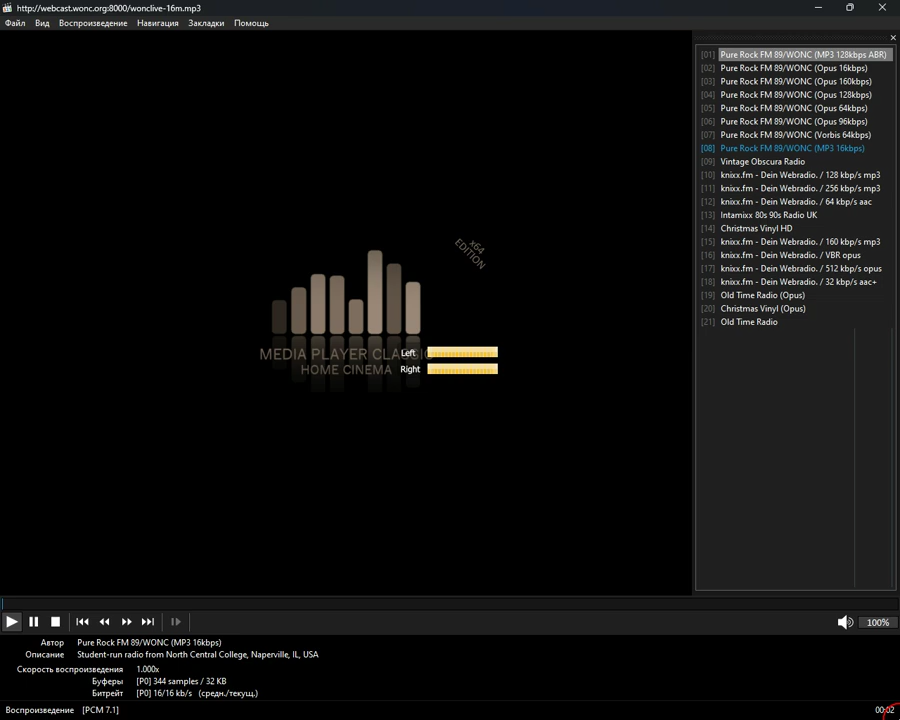 http://webcast.wonc.org:8000/wonclive-16m.mp3
Файл Вид Воспроизведение Навигация Закладки Помощь
[01] Pure Rock FM 89/WONC (MP3 128kbps ABR)
[02] Pure Rock FM 89/WONC (Opus 16kbps)
[03] Pure Rock FM 89/WONC (Opus 160kbps)
[04] Pure Rock FM 89/WONC (Opus 128kbps)
[05] Pure Rock FM 89/WONC (Opus 64kbps)
[06] Pure Rock FM 89/WONC (Opus 96kbps)
[07] Pure Rock FM 89/WONC (Vorbis 64kbps)
[08] Pure Rock FM 89/WONC (MP3 16kbps)
[09] Vintage Obscura Radio
[10] knixx.fm - Dein Webradio. / 128 kbp/s mp3
[11] knixx.fm - Dein Webradio. / 256 kbp/s mp3
[12] knixx.fm - Dein Webradio. / 64 kbp/s aac
[13] Intamixx 80s 90s Radio UK
[14] Christmas Vinyl HD
[15] knixx.fm - Dein Webradio. / 160 kbp/s mp3
[16] knixx.fm - Dein Webradio. / VBR opus
[17] knixx.fm - Dein Webradio. / 512 kbp/s opus
[18] knixx.fm - Dein Webradio. / 32 kbp/s aac+
[19] Old Time Radio (Opus)
[20] Christmas Vinyl (Opus)
[21] Old Time Radio
x64
EDITION
MEDIA PLAYER CLASSIC
HOME CINEMA
Left
Right
100%
Автор Pure Rock FM 89/WONC (MP3 16kbps)
Описание Student-run radio from North Central College, Naperville, IL, USA
Скорость воспроизведения 1.000x
Буферы [P0] 344 samples / 32 KB
Битрейт [P0] 16/16 kb/s (средн./текущ.)
Воспроизведение [PCM 7.1] 00:02